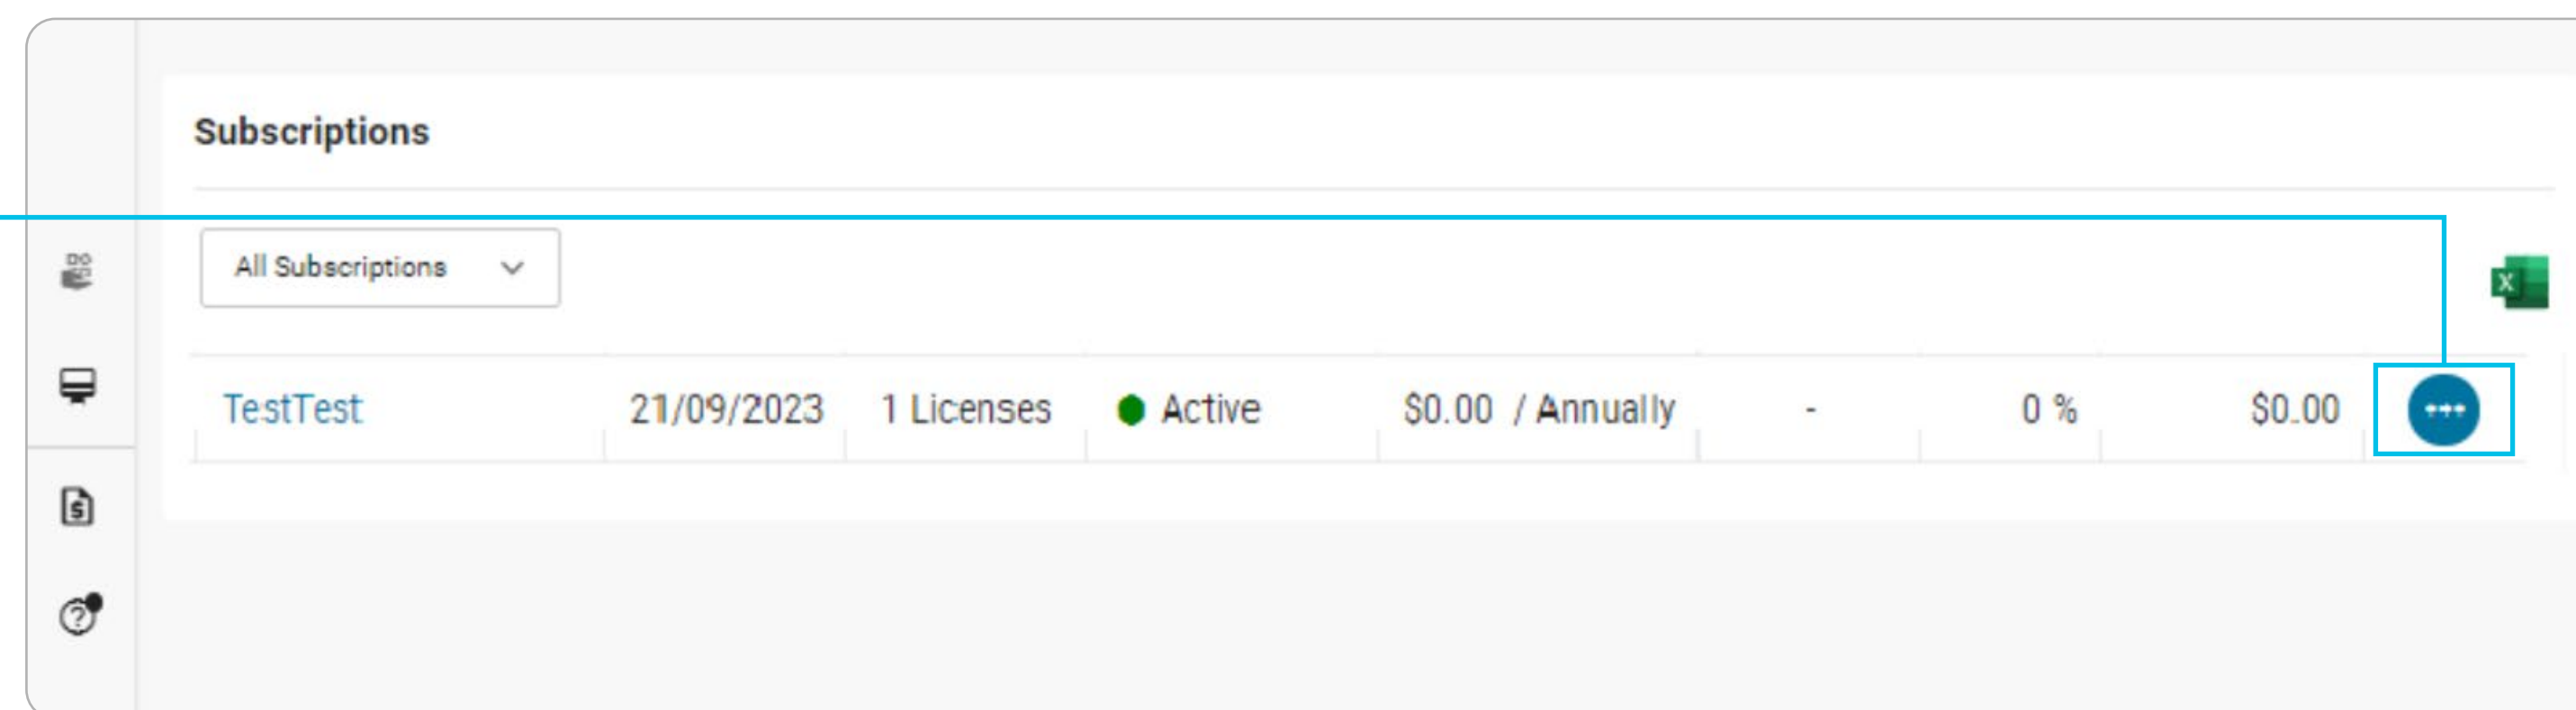 Subscriptions
All Subscriptions
X
TestTest 21/09/2023 1 Licenses Active $0.00 / Annually - 0 % $0.00